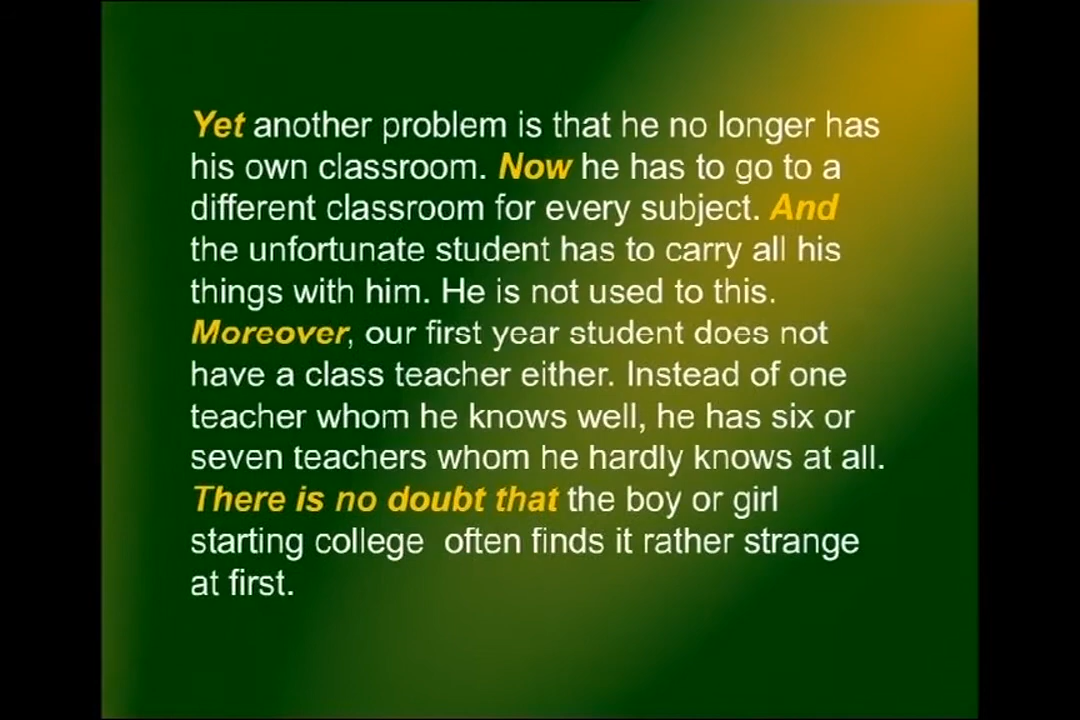 Yet another problem is that he no longer has
his own classroom. Now he has to go to a
different classroom for every subject. And
the unfortunate student has to carry all his
things with him. He is not used to this.
Moreover, our first year student does not
have a class teacher either. Instead of one
teacher whom he knows well, he has six or
seven teachers whom he hardly knows at all.
There is no doubt that the boy or girl
starting college  often finds it rather strange
at first.